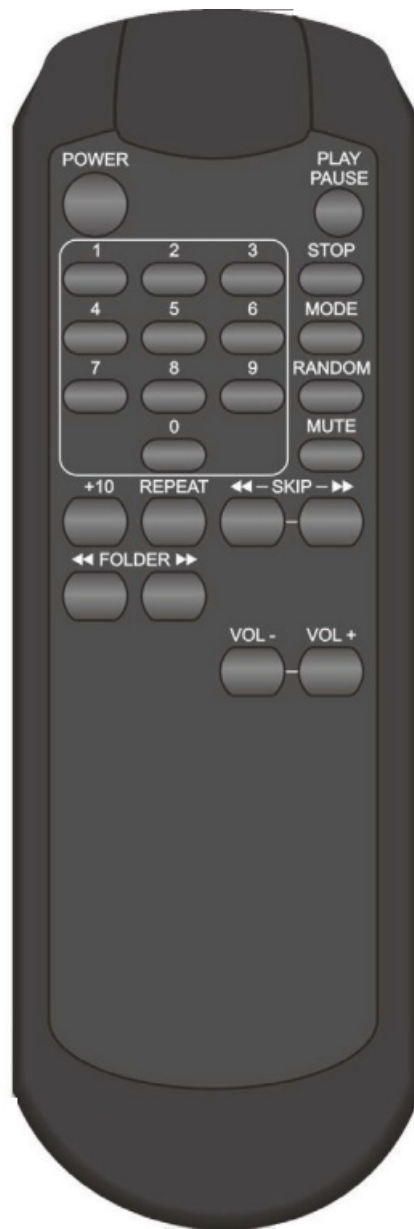 POWER PLAY
PAUSE
1 2 3 STOP
4 5 6 MODE
7 8 9 RANDOM
0 MUTE
+10 REPEAT ◄◄ – SKIP – ►►
◄◄ FOLDER ►►
VOL - VOL +